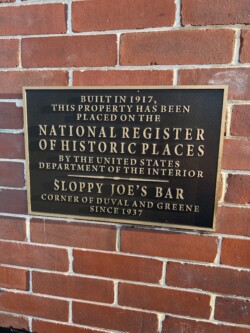 BUILT IN 1917,
THIS PROPERTY HAS BEEN
PLACED ON THE
NATIONAL REGISTER
OF HISTORIC PLACES
BY THE UNITED STATES
DEPARTMENT OF THE INTERIOR
SLOPPY JOE'S BAR
CORNER OF DUVAL AND GREENE
SINCE 1937